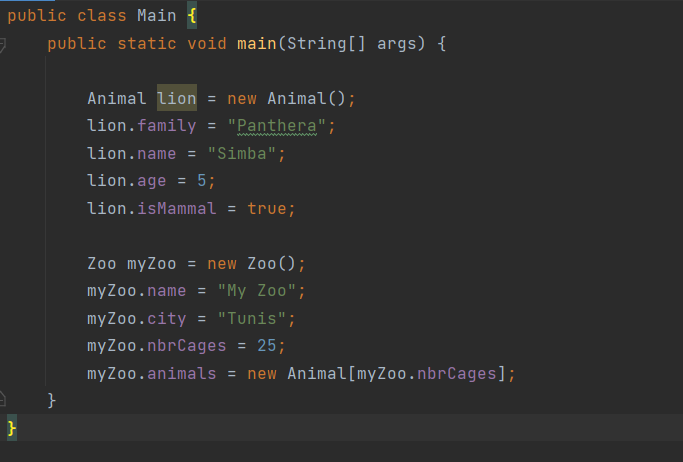 public class Main {
    public static void main(String[] args) {

        Animal lion = new Animal();
        lion.family = "Panthera";
        lion.name = "Simba";
        lion.age = 5;
        lion.isMammal = true;

        Zoo myZoo = new Zoo();
        myZoo.name = "My Zoo";
        myZoo.city = "Tunis";
        myZoo.nbrCages = 25;
        myZoo.animals = new Animal[myZoo.nbrCages];
    }
}